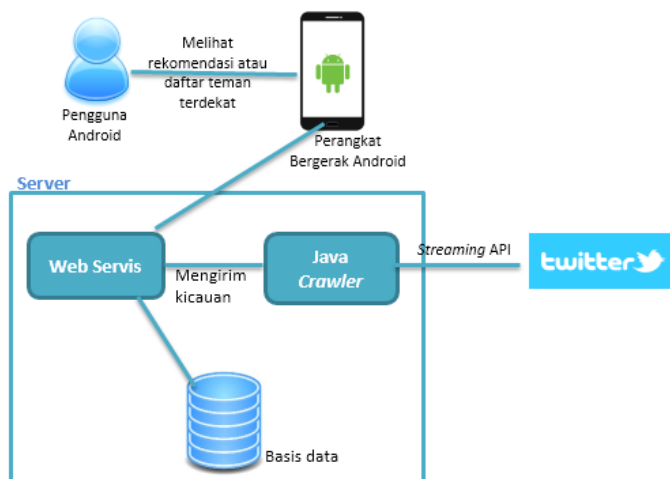 Melihat
rekomendasi atau
daftar teman
terdekat
Pengguna
Android
Perangkat
Bergerak Android
Server
Web Servis
Mengirim
kicauan
Java
Crawler
Streaming API
twitter
Basis data